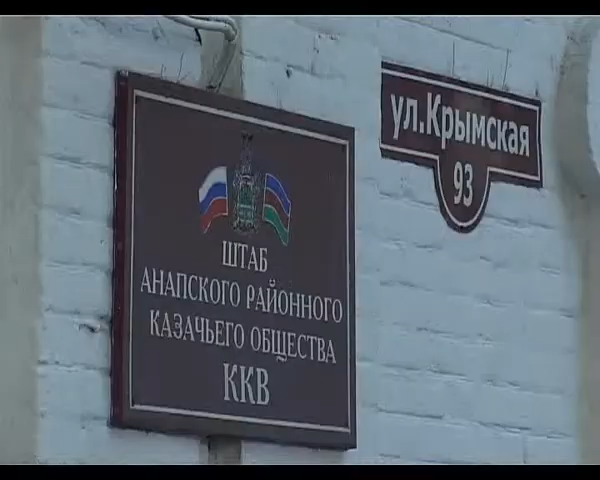 ШТАБ
АНАПСКОГО РАЙОННОГО
КАЗАЧЬЕГО ОБЩЕСТВА
ККВ
ул.Крымская
93